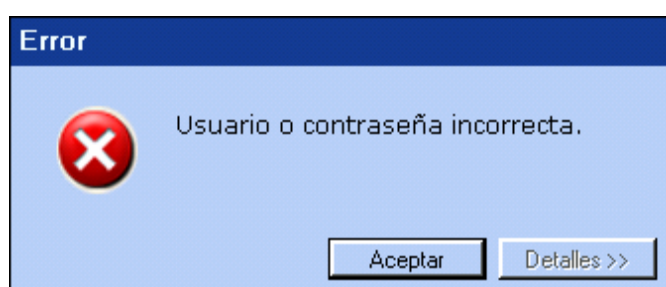 Error
Usuario o contraseña incorrecta.
Aceptar
Detalles >>